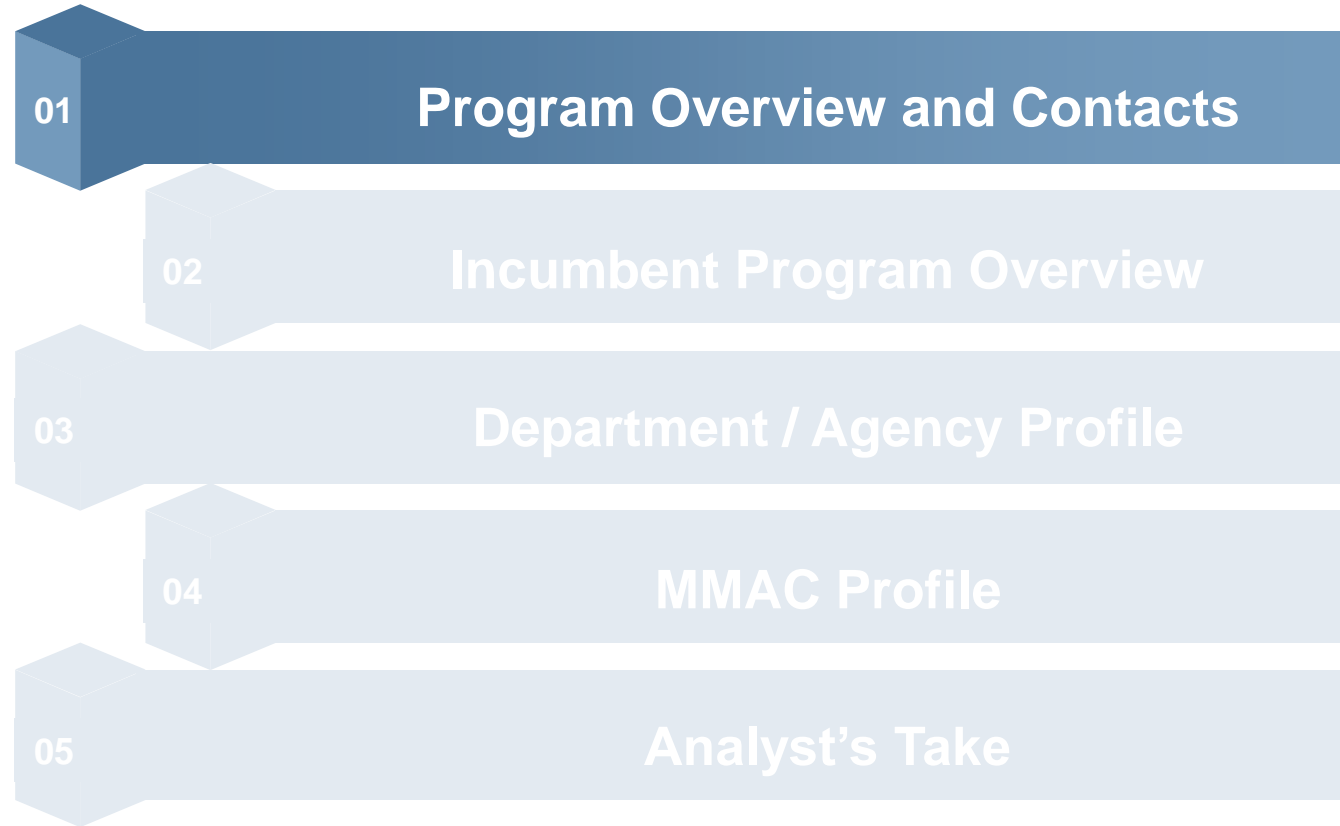 01 Program Overview and Contacts
02 Incumbent Program Overview
03 Department / Agency Profile
04 MMAC Profile
05 Analyst’s Take